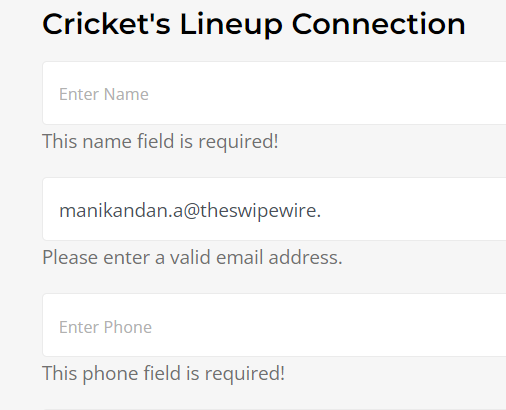 Cricket's Lineup Connection
Enter Name
This name field is required!
manikandan.a@theswipewire.
Please enter a valid email address.
Enter Phone
This phone field is required!